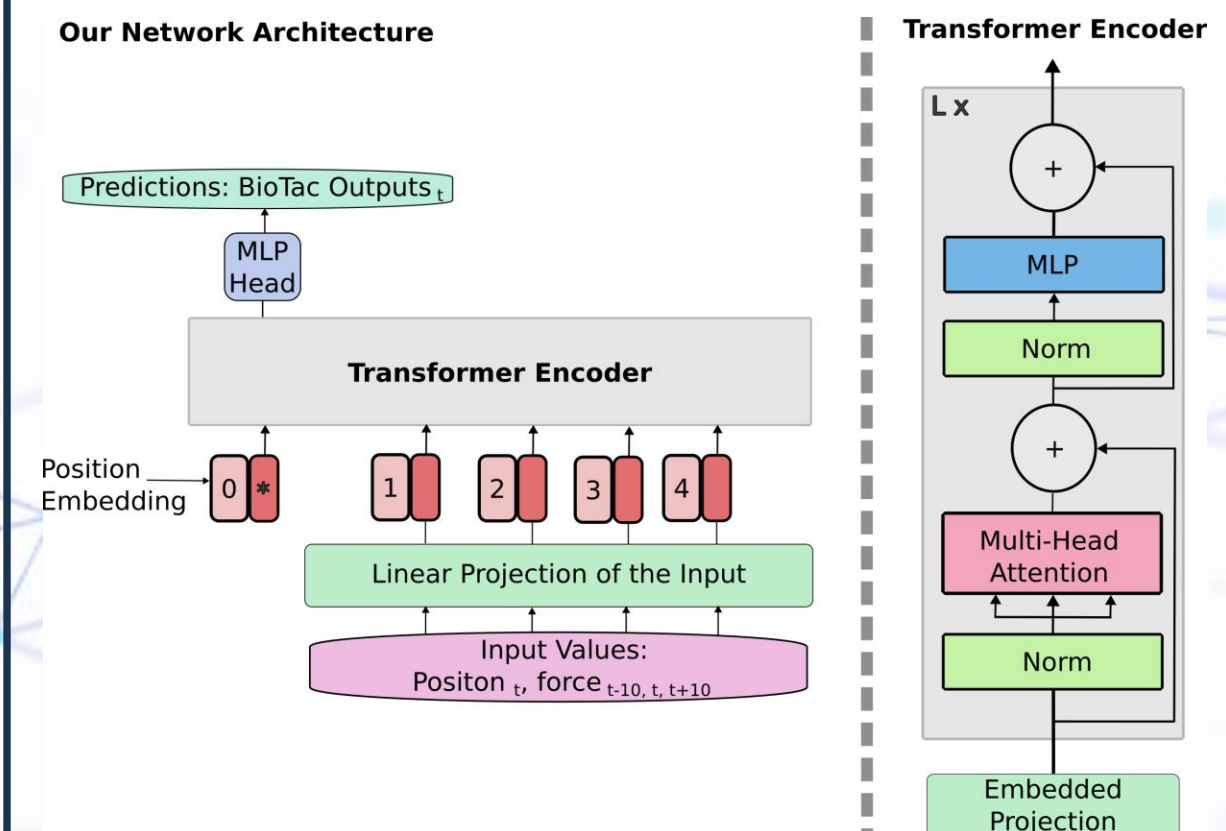 Our Network Architecture
Predictions: BioTac Outputs t
MLP
Head
Transformer Encoder
Position
Embedding
0 * 1 2 3 4
Linear Projection of the Input
Input Values:
Positon t, force t-10, t, t+10
Transformer Encoder
L x
+
MLP
Norm
+
Multi-Head
Attention
Norm
Embedded
Projection